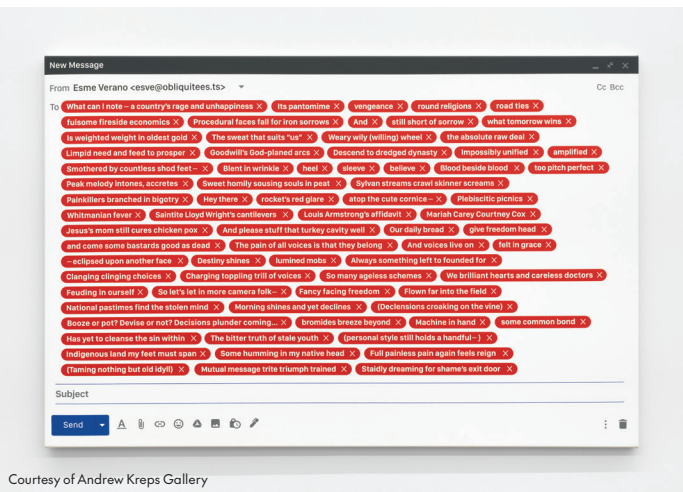 New Message
From Esme Verano <esve@obliquitees.ts> Cc Bcc
To What can I note – a country's rage and unhappiness X Its pantomime X vengeance X round religions X road ties X
fulsome fireside economics X Procedural faces fall for iron sorrows X And X still short of sorrow X what tomorrow wins X
Is weighted weight in oldest gold X The sweat that suits "us" X Weary wily (willing) wheel X the absolute raw deal X
Limpid need and feed to prosper X Goodwill's God-planed arcs X Descend to dredged dynasty X Impossibly unified X amplified X
Smothered by countless shod feet – X Blent in wrinkle X heel X sleeve X believe X Blood beside blood X too pitch perfect X
Peak melody intones, accretes X Sweet homily sousing souls in peat X Sylvan streams crawl skinner screams X
Painkillers branched in bigotry X Hey there X rocket's red glare X atop the cute cornice – X Plebiscitic picnics X
Whitmanian fever X Saintite Lloyd Wright's cantilevers X Louis Armstrong's affidavit X Mariah Carey Courtney Cox X
Jesus's mom still cures chicken pox X And please stuff that turkey cavity well X Our daily bread X give freedom head X
and come some bastards good as dead X The pain of all voices is that they belong X And voices live on X felt in grace X
–eclipsed upon another face X Destiny shines X lumined mobs X Always something left to founded for X
Clanging clinging choices X Charging toppling trill of voices X So many ageless schemes X We brilliant hearts and careless doctors X
Feuding in ourself X So let's let in more camera folk– X Fancy facing freedom X Flown far into the field X
National pastimes find the stolen mind X Morning shines and yet declines X (Declensions croaking on the vine) X
Booze or pot? Devise or not? Decisions plunder coming... X bromides breeze beyond X Machine in hand X some common bond X
Has yet to cleanse the sin within X The bitter truth of stale youth X (personal style still holds a handful– ) X
Indigenous land my feet must span X Some humming in my native head X Full painless pain again feels reign X
(Taming nothing but old idyll) X Mutual message trite triumph trained X Staidly dreaming for shame's exit door X
Subject
Send
Courtesy of Andrew Kreps Gallery